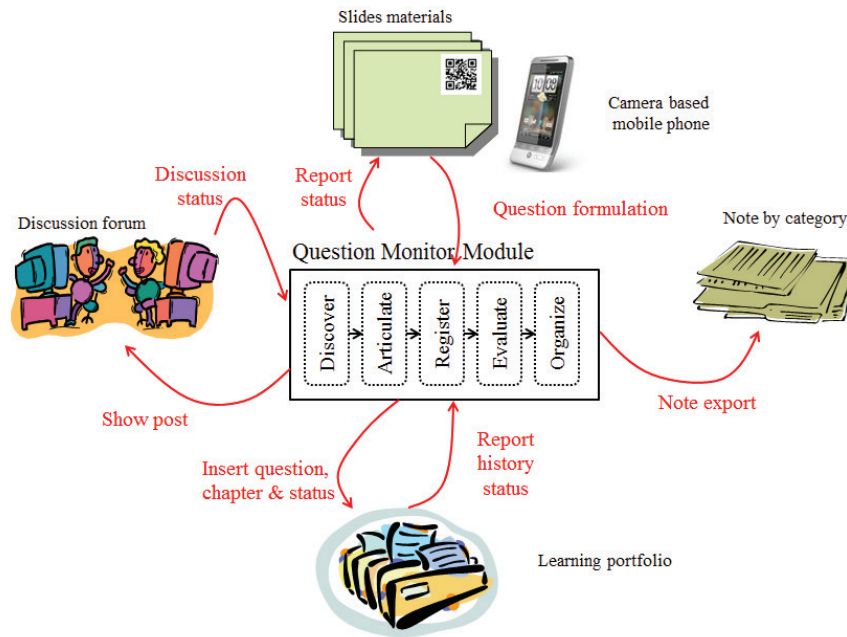 Slides materials
10:08
Camera based
mobile phone
Discussion
status
Report
status
Question formulation
Discussion forum
Note by category
Question Monitor Module
Discover
Articulate
Register
Evaluate
Organize
Show post
Note export
Insert question,
chapter & status
Report
history
status
Learning portfolio